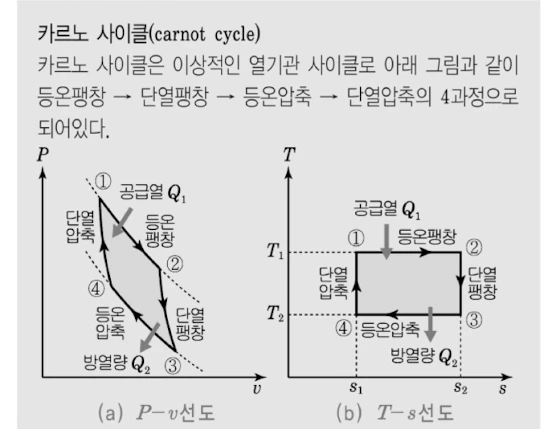 카르노 사이클(carnot cycle)
카르노 사이클은 이상적인 열기관 사이클로 아래 그림과 같이
등온팽창 → 단열팽창 → 등온압축 → 단열압축의 4과정으로
되어있다.
P
①
공급열 Q₁
단열
압축
등온
팽창
②
④
등온
압축
단열
팽창
방열량 Q₂
③
v
(a) P-v선도
T
공급열 Q₁
①
등온팽창
②
T₁
단열
압축
단열
팽창
T₂
④
등온압축
③
방열량 Q₂
s₁
s₂
s
(b) T-s선도